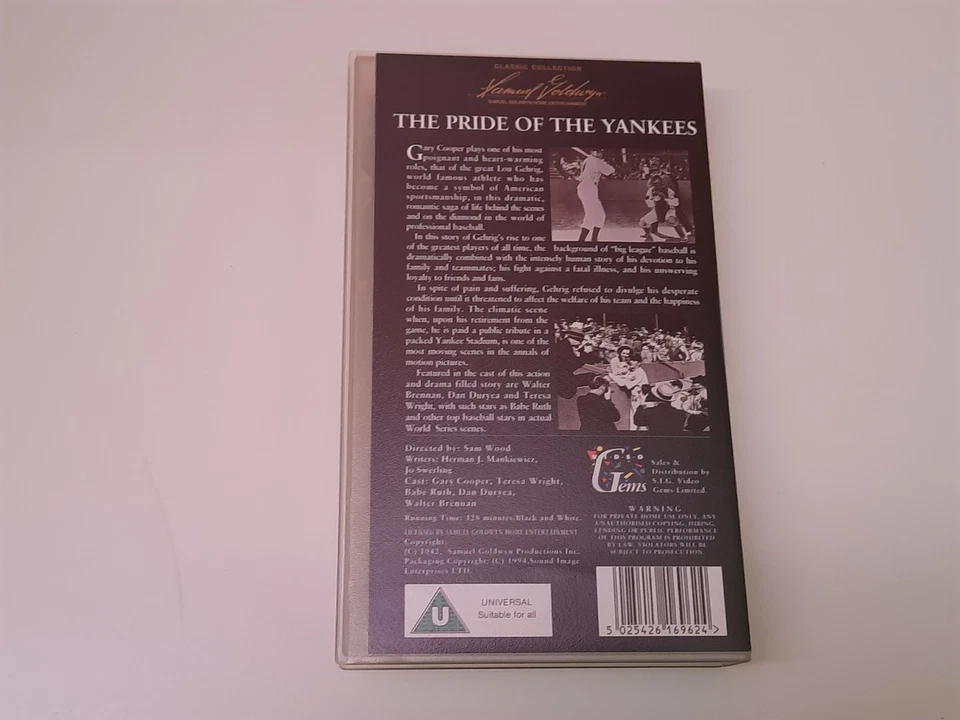 CLASSIC COLLECTION
Samuel Goldwyn
SAMUEL GOLDWYN HOME ENTERTAINMENT
THE PRIDE OF THE YANKEES
Gary Cooper plays one of his most
poignant and heart-warming
roles, that of the great Lou Gehrig,
world famous athlete who has
become a symbol of American
sportsmanship, in this dramatic,
romantic saga of life behind the scenes
and on the diamond in the world of
professional baseball.
In this story of Gehrig's rise to one
of the greatest players of all time, the background of "big league" baseball is
dramatically combined with the intensely human story of his devotion to his
family and teammates; his fight against a fatal illness, and his unswerving
loyalty to friends and fans.
In spite of pain and suffering, Gehrig refused to divulge his desperate
condition until it threatened to affect the welfare of his team and the happiness
of his family. The climatic scene
when, upon his retirement from the
game, he is paid a public tribute in a
packed Yankee Stadium, is one of the
most moving scenes in the annals of
motion pictures.
Featured in the cast of this action
and drama filled story are Walter
Brennan, Dan Duryea and Teresa
Wright, with such stars as Babe Ruth
and other top baseball stars in actual
World Series scenes.
Directed by: Sam Wood
Writers: Herman J. Mankiewicz,
Jo Swerling
Cast: Gary Cooper, Teresa Wright,
Babe Ruth, Dan Duryea,
Walter Brennan
Running Time: 128 minutes/Black and White.
LICENSED BY SAMUEL GOLDWYN HOME ENTERTAINMENT
Copyright:
(C) 1942, Samuel Goldwyn Productions Inc.
Packaging Copyright: (C) 1994, Sound Image
Enterprises LTD.
VIDEO
Gems
Sales &
Distribution by
S.I.G. Video
Gems Limited.
WARNING
FOR PRIVATE HOME USE ONLY, ANY
UNAUTHORISED COPYING, HIRING,
LENDING OR PUBLIC PERFORMANCE
OF THIS PROGRAM IS PROHIBITED
BY LAW. VIOLATORS WILL BE
SUBJECT TO PROSECUTION.
U
UNIVERSAL
Suitable for all
5 025426 169624 >